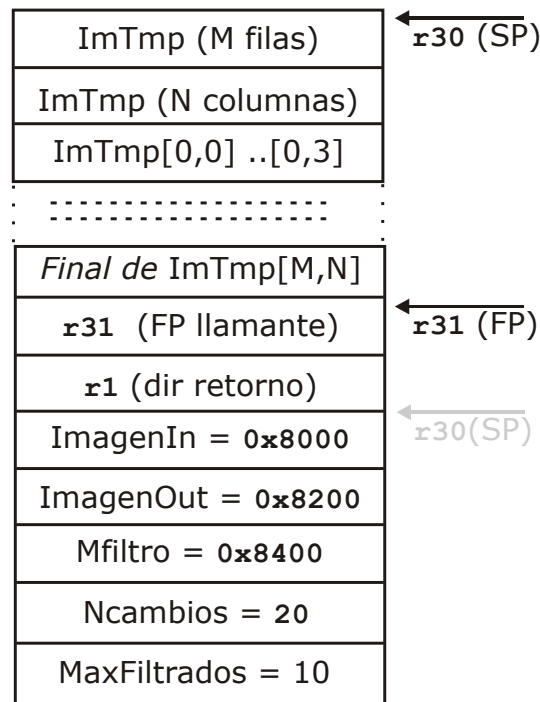 ImTmp (M filas)
r30 (SP)
ImTmp (N columnas)
ImTmp[0,0] ..[0,3]
Final de ImTmp[M,N]
r31 (FP llamante)
r31 (FP)
r1 (dir retorno)
ImagenIn = 0x8000
r30(SP)
ImagenOut = 0x8200
Mfiltro = 0x8400
Ncambios = 20
MaxFiltrados = 10